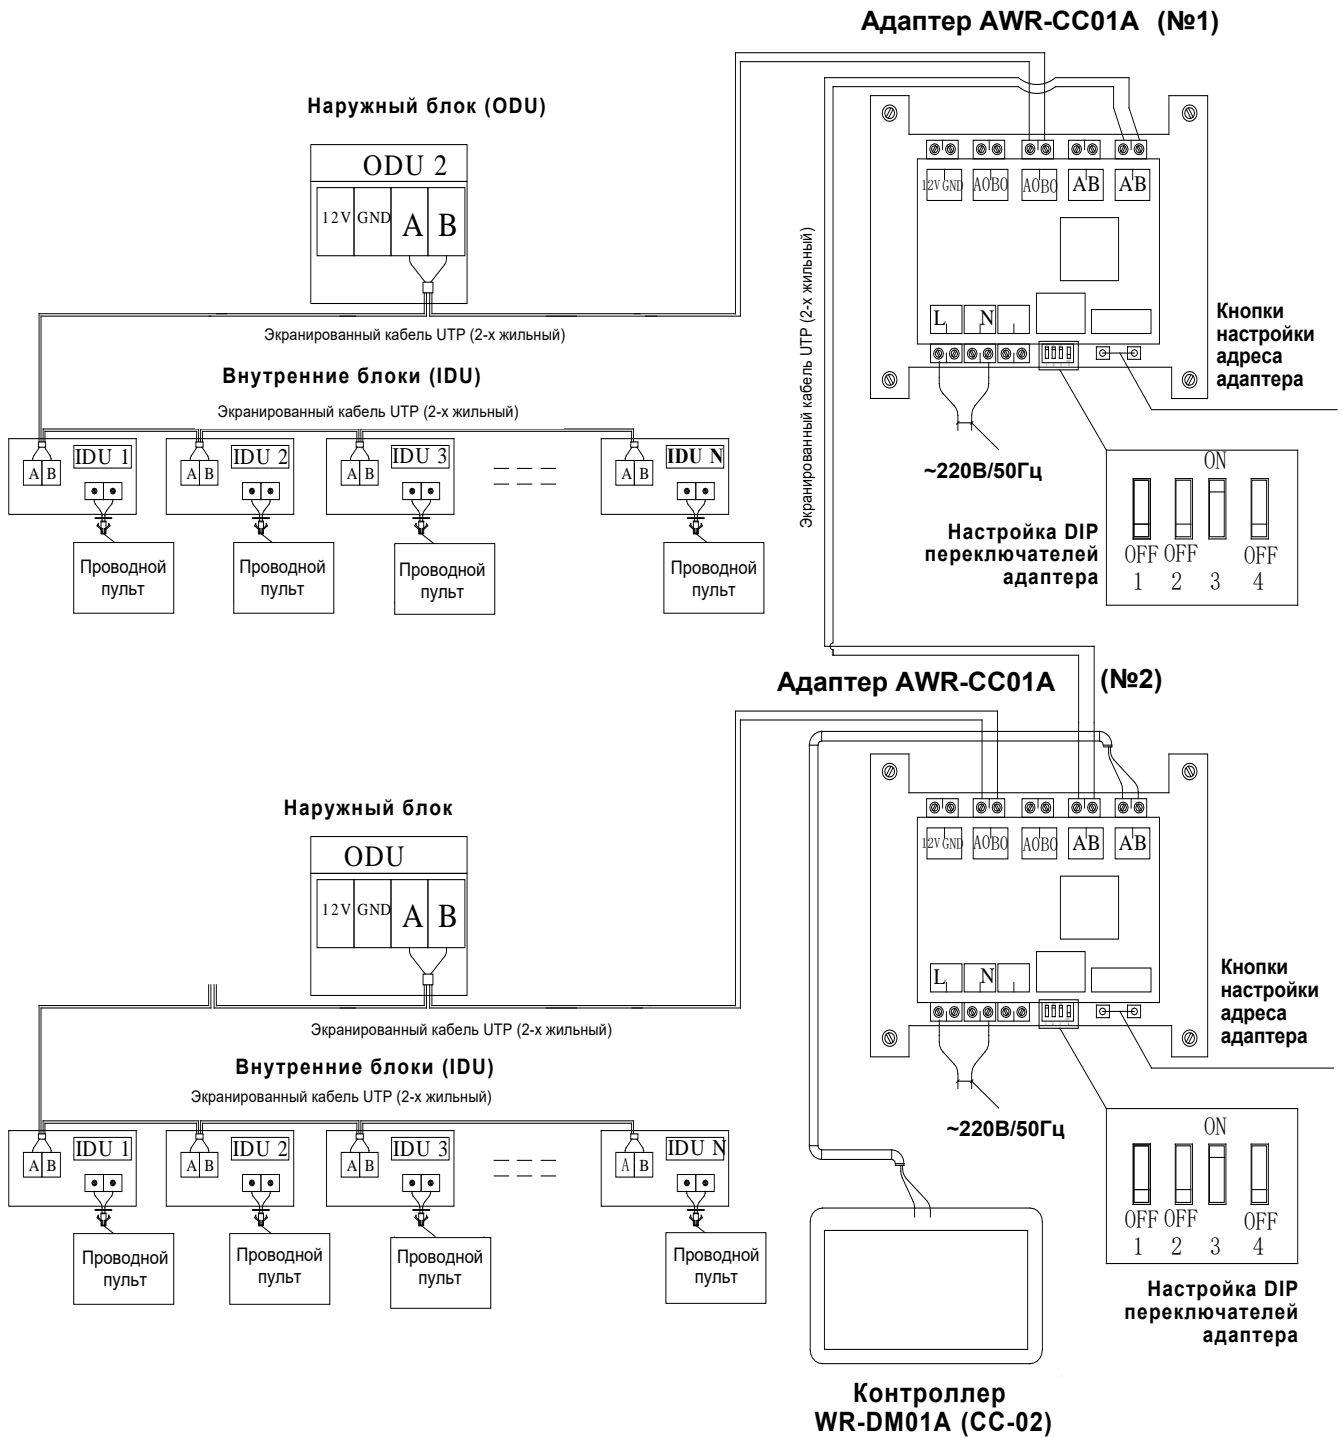 Адаптер AWR-CC01A (№1)
Наружный блок (ODU)
ODU 2
12V GND A B
12V GND A0B0 A0B0 AB AB
L N
Экранированный кабель UTP (2-х жильный)
Экранированный кабель UTP (2-х жильный)
Кнопки
настройки
адреса
адаптера
Внутренние блоки (IDU)
Экранированный кабель UTP (2-х жильный)
A B IDU 1
A B IDU 2
A B IDU 3
A B IDU N
Проводной
пульт
Проводной
пульт
Проводной
пульт
Проводной
пульт
~220В/50Гц
Настройка DIP
переключателей
адаптера
ON
OFF OFF OFF
1 2 3 4
Адаптер AWR-CC01A (№2)
Наружный блок
ODU
12V GND A B
12V GND A0B0 A0B0 AB AB
L N
Экранированный кабель UTP (2-х жильный)
Кнопки
настройки
адреса
адаптера
Внутренние блоки (IDU)
Экранированный кабель UTP (2-х жильный)
A B IDU 1
A B IDU 2
A B IDU 3
A B IDU N
Проводной
пульт
Проводной
пульт
Проводной
пульт
Проводной
пульт
~220В/50Гц
ON
OFF OFF OFF
1 2 3 4
Настройка DIP
переключателей
адаптера
Контроллер
WR-DM01A (CC-02)